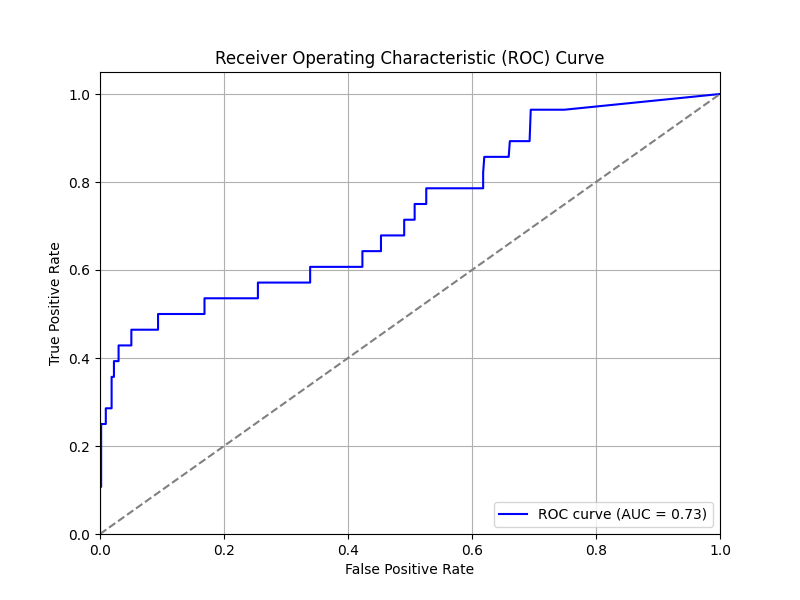 Receiver Operating Characteristic (ROC) Curve
True Positive Rate
1.0
0.8
0.6
0.4
0.2
0.0
0.0 0.2 0.4 0.6 0.8 1.0
False Positive Rate
ROC curve (AUC = 0.73)